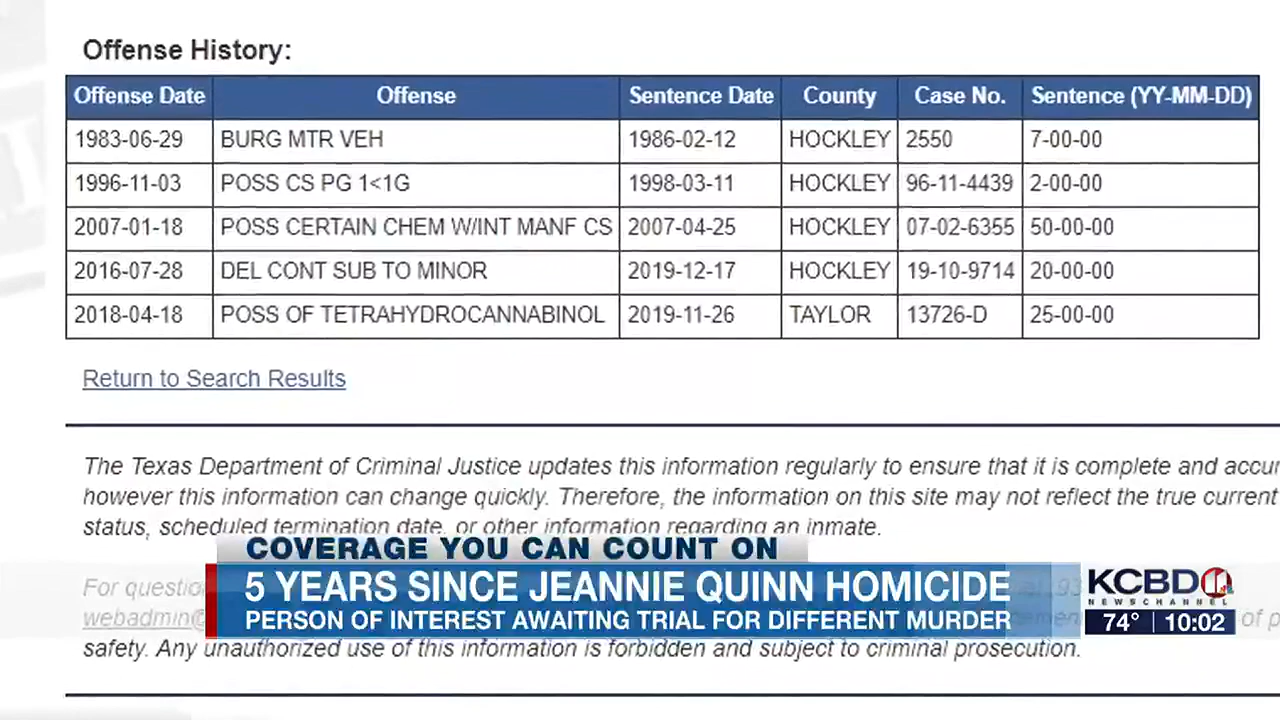 Offense History:
Offense Date Offense Sentence Date County Case No. Sentence (YY-MM-DD)
1983-06-29 BURG MTR VEH 1986-02-12 HOCKLEY 2550 7-00-00
1996-11-03 POSS CS PG 1<1G 1998-03-11 HOCKLEY 96-11-4439 2-00-00
2007-01-18 POSS CERTAIN CHEM W/INT MANF CS 2007-04-25 HOCKLEY 07-02-6355 50-00-00
2016-07-28 DEL CONT SUB TO MINOR 2019-12-17 HOCKLEY 19-10-9714 20-00-00
2018-04-18 POSS OF TETRAHYDROCANNABINOL 2019-11-26 TAYLOR 13726-D 25-00-00
Return to Search Results
The Texas Department of Criminal Justice updates this information regularly to ensure that it is complete and accur
however this information can change quickly. Therefore, the information on this site may not reflect the true current
status, scheduled termination date, or other information regarding an inmate.
COVERAGE YOU CAN COUNT ON
For questio
5 YEARS SINCE JEANNIE QUINN HOMICIDE
KCBD 11
NEWSCHANNEL
webadmin@
PERSON OF INTEREST AWAITING TRIAL FOR DIFFERENT MURDER
74° 10:02
of p
safety. Any unauthorized use of this information is forbidden and subject to criminal prosecution.